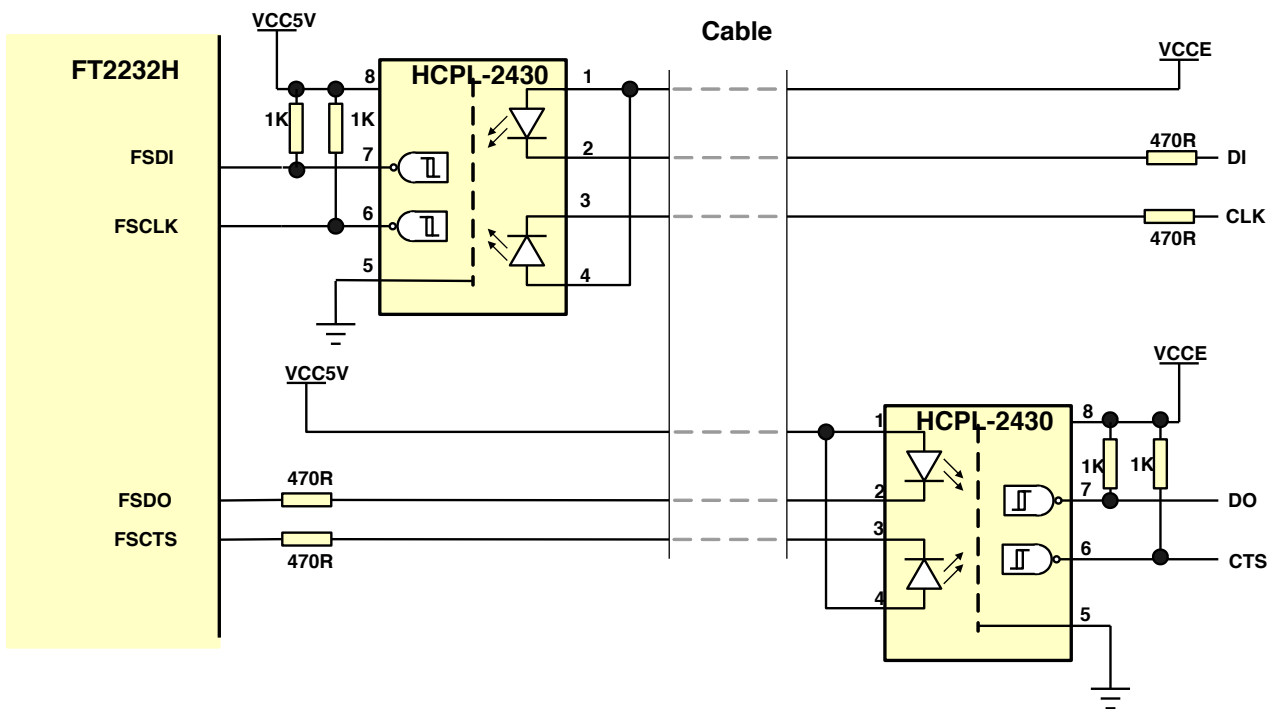 Cable
VCC5V
VCCE
FT2232H
HCPL-2430
8
1
1K
1K
470R
FSDI
7
2
DI
3
FSCLK
6
CLK
470R
5
4
VCC5V
VCCE
1
HCPL-2430
8
1K
1K
470R
2
7
FSDO
DO
FSCTS
3
6
470R
CTS
4
5